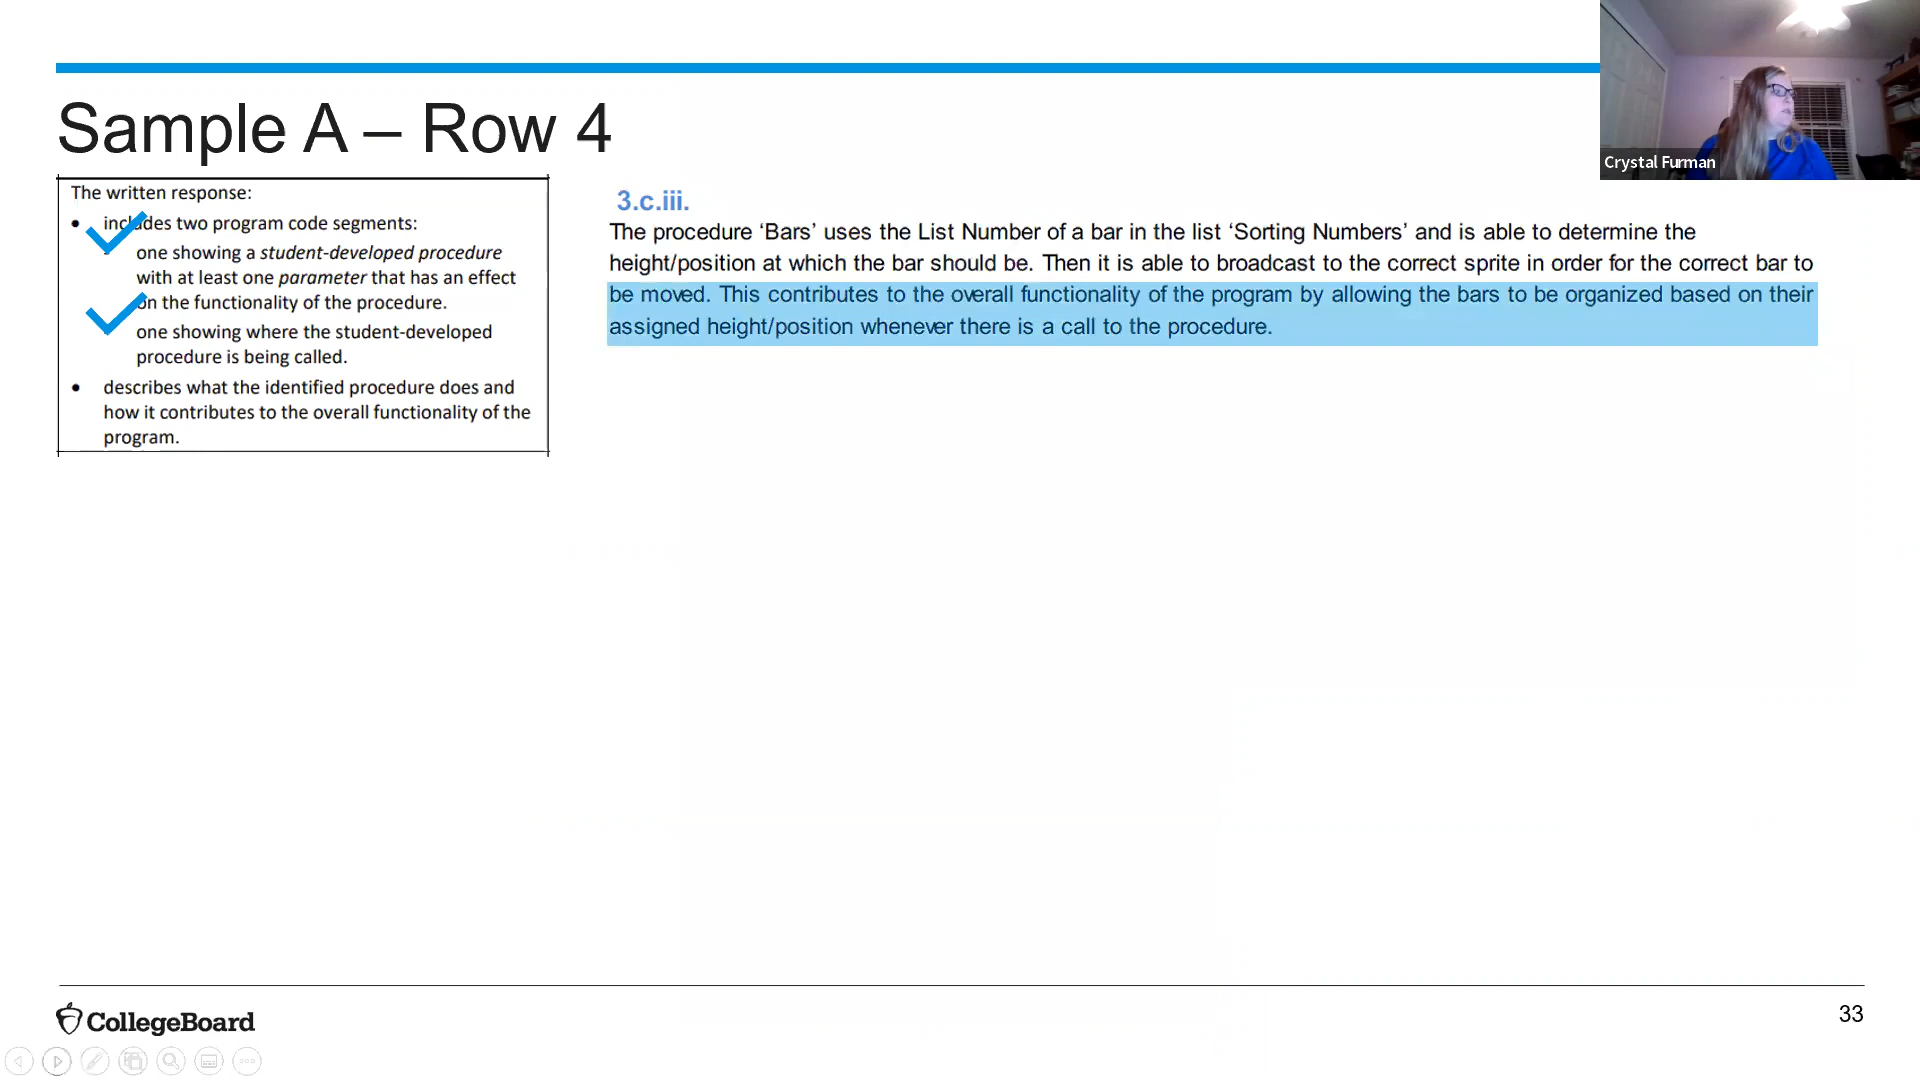 Sample A – Row 4
The written response:
• includes two program code segments:
- one showing a student-developed procedure
with at least one parameter that has an effect
on the functionality of the procedure.
one showing where the student-developed
procedure is being called.
• describes what the identified procedure does and
how it contributes to the overall functionality of the
program.
3.c.iii.
The procedure ‘Bars’ uses the List Number of a bar in the list ‘Sorting Numbers’ and is able to determine the
height/position at which the bar should be. Then it is able to broadcast to the correct sprite in order for the correct bar to
be moved. This contributes to the overall functionality of the program by allowing the bars to be organized based on their
assigned height/position whenever there is a call to the procedure.
Crystal Furman
CollegeBoard
33